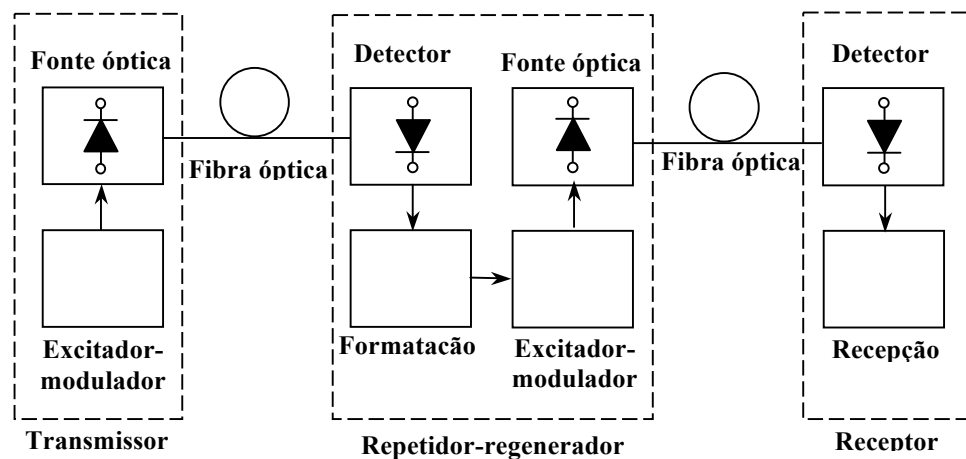 Fonte óptica
Detector
Fonte óptica
Detector
Fibra óptica
Fibra óptica
Excitador-
modulador
Formatacão
Excitador-
modulador
Recepção
Transmissor
Repetidor-regenerador
Receptor